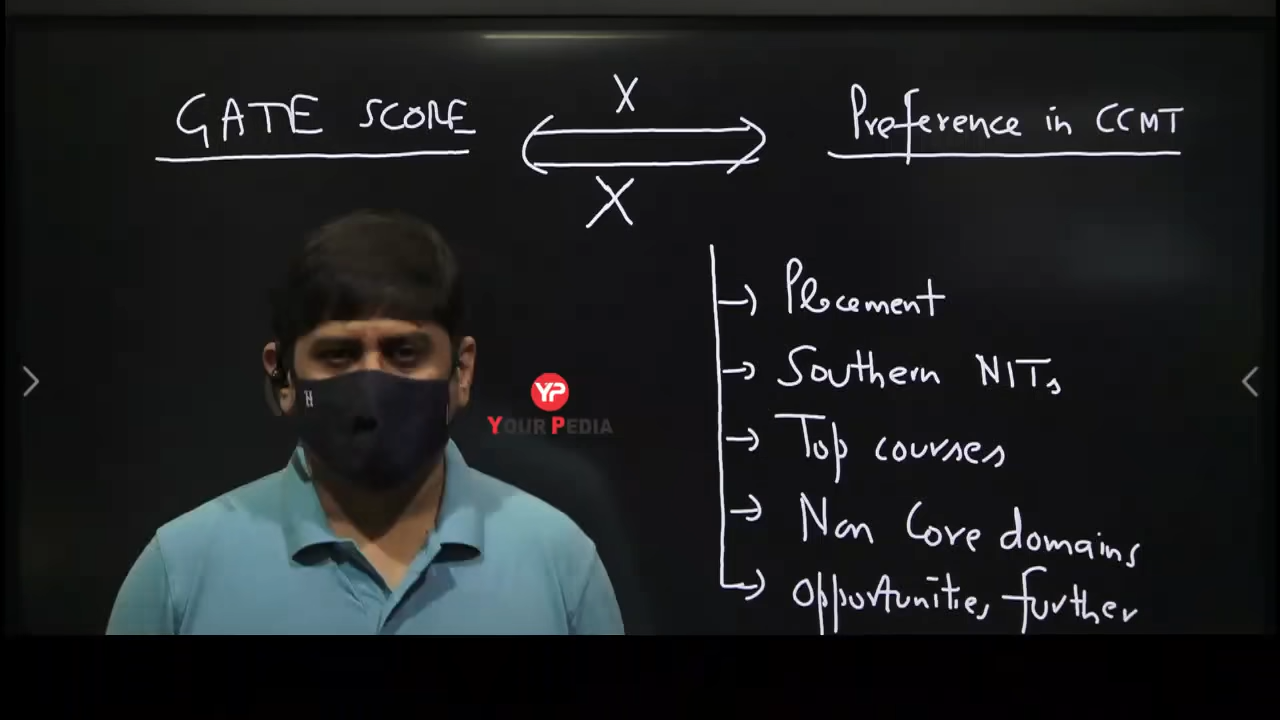 GATE SCORE
X
X
Preference in CCMT
Placement
Southern NITs
Top courses
Non Core domains
Opportunities further
H
YP
YOUR PEDIA